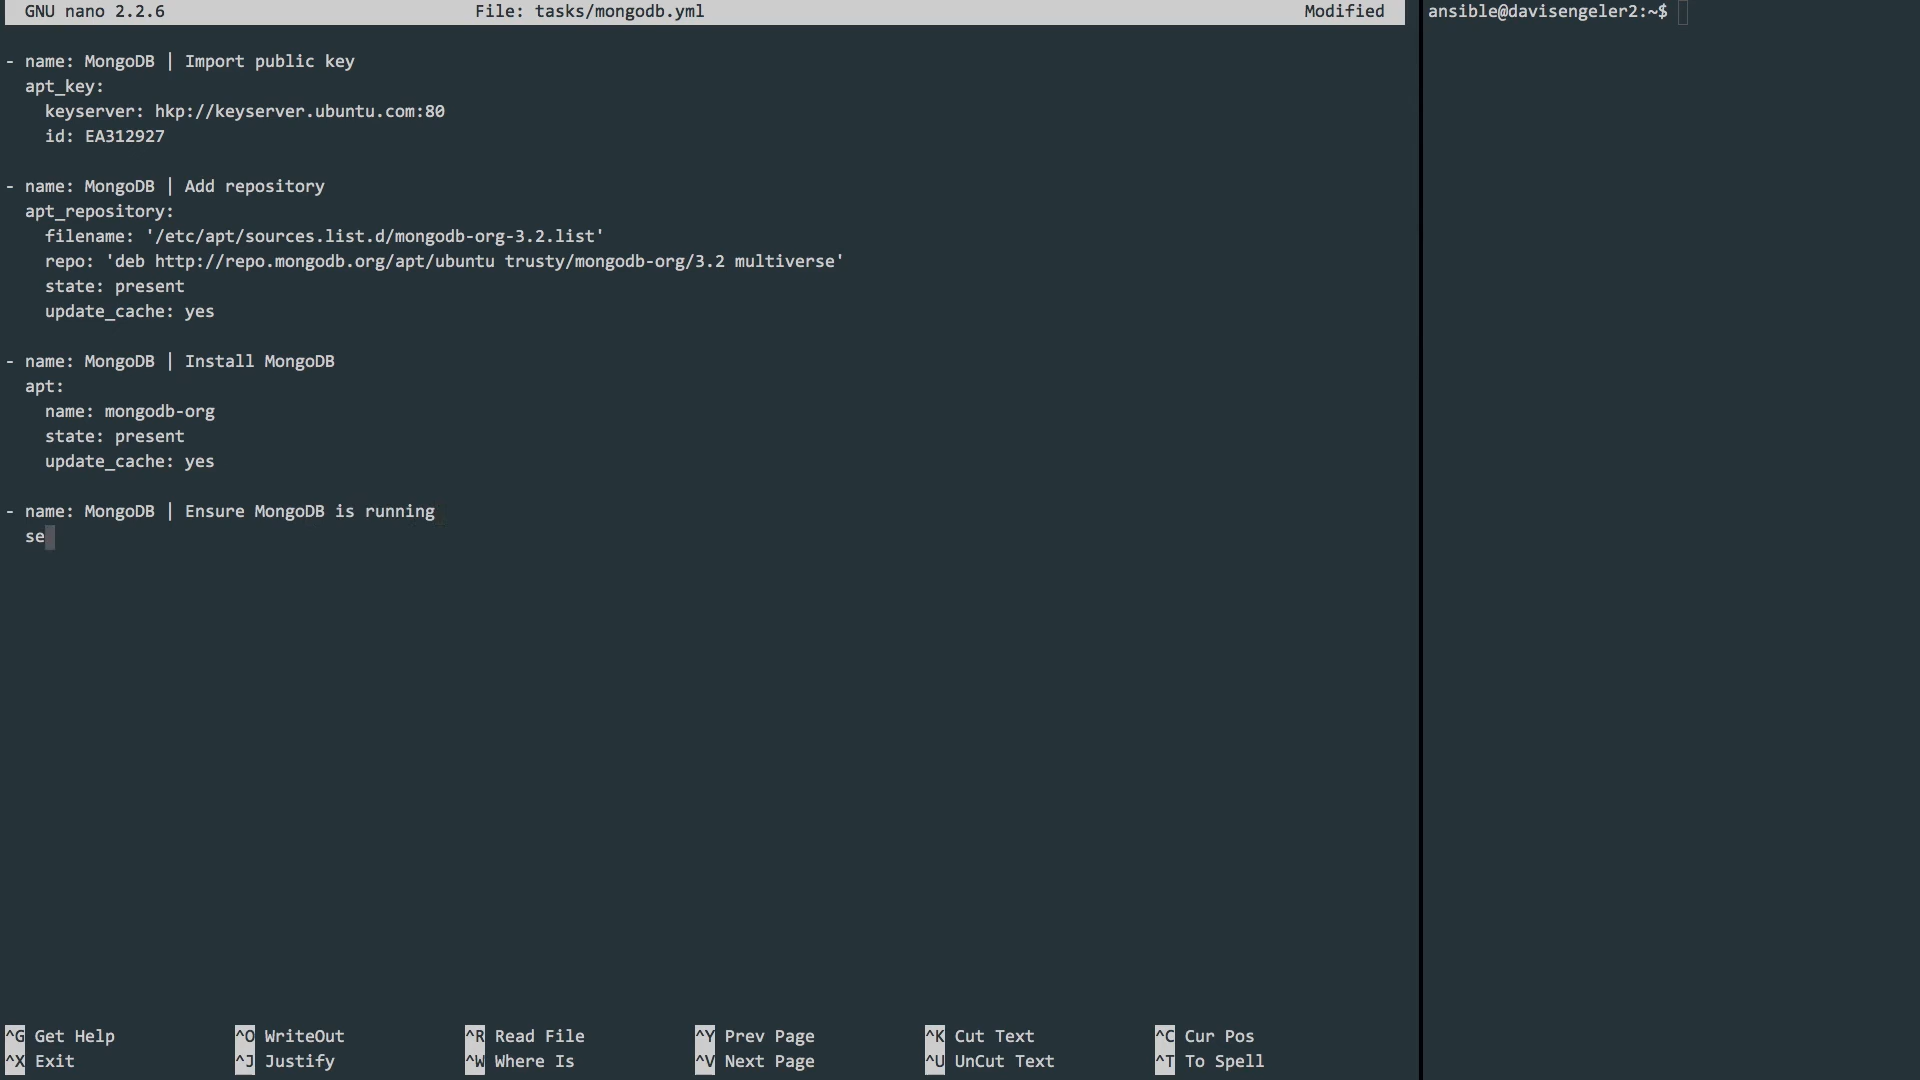 GNU nano 2.2.6 File: tasks/mongodb.yml Modified
- name: MongoDB | Import public key
  apt_key:
    keyserver: hkp://keyserver.ubuntu.com:80
    id: EA312927
- name: MongoDB | Add repository
  apt_repository:
    filename: '/etc/apt/sources.list.d/mongodb-org-3.2.list'
    repo: 'deb http://repo.mongodb.org/apt/ubuntu trusty/mongodb-org/3.2 multiverse'
    state: present
    update_cache: yes
- name: MongoDB | Install MongoDB
  apt:
    name: mongodb-org
    state: present
    update_cache: yes
- name: MongoDB | Ensure MongoDB is running
  se
^G Get Help ^O WriteOut ^R Read File ^Y Prev Page ^K Cut Text ^C Cur Pos
^X Exit ^J Justify ^W Where Is ^V Next Page ^U UnCut Text ^T To Spell
ansible@davisengeler2:~$